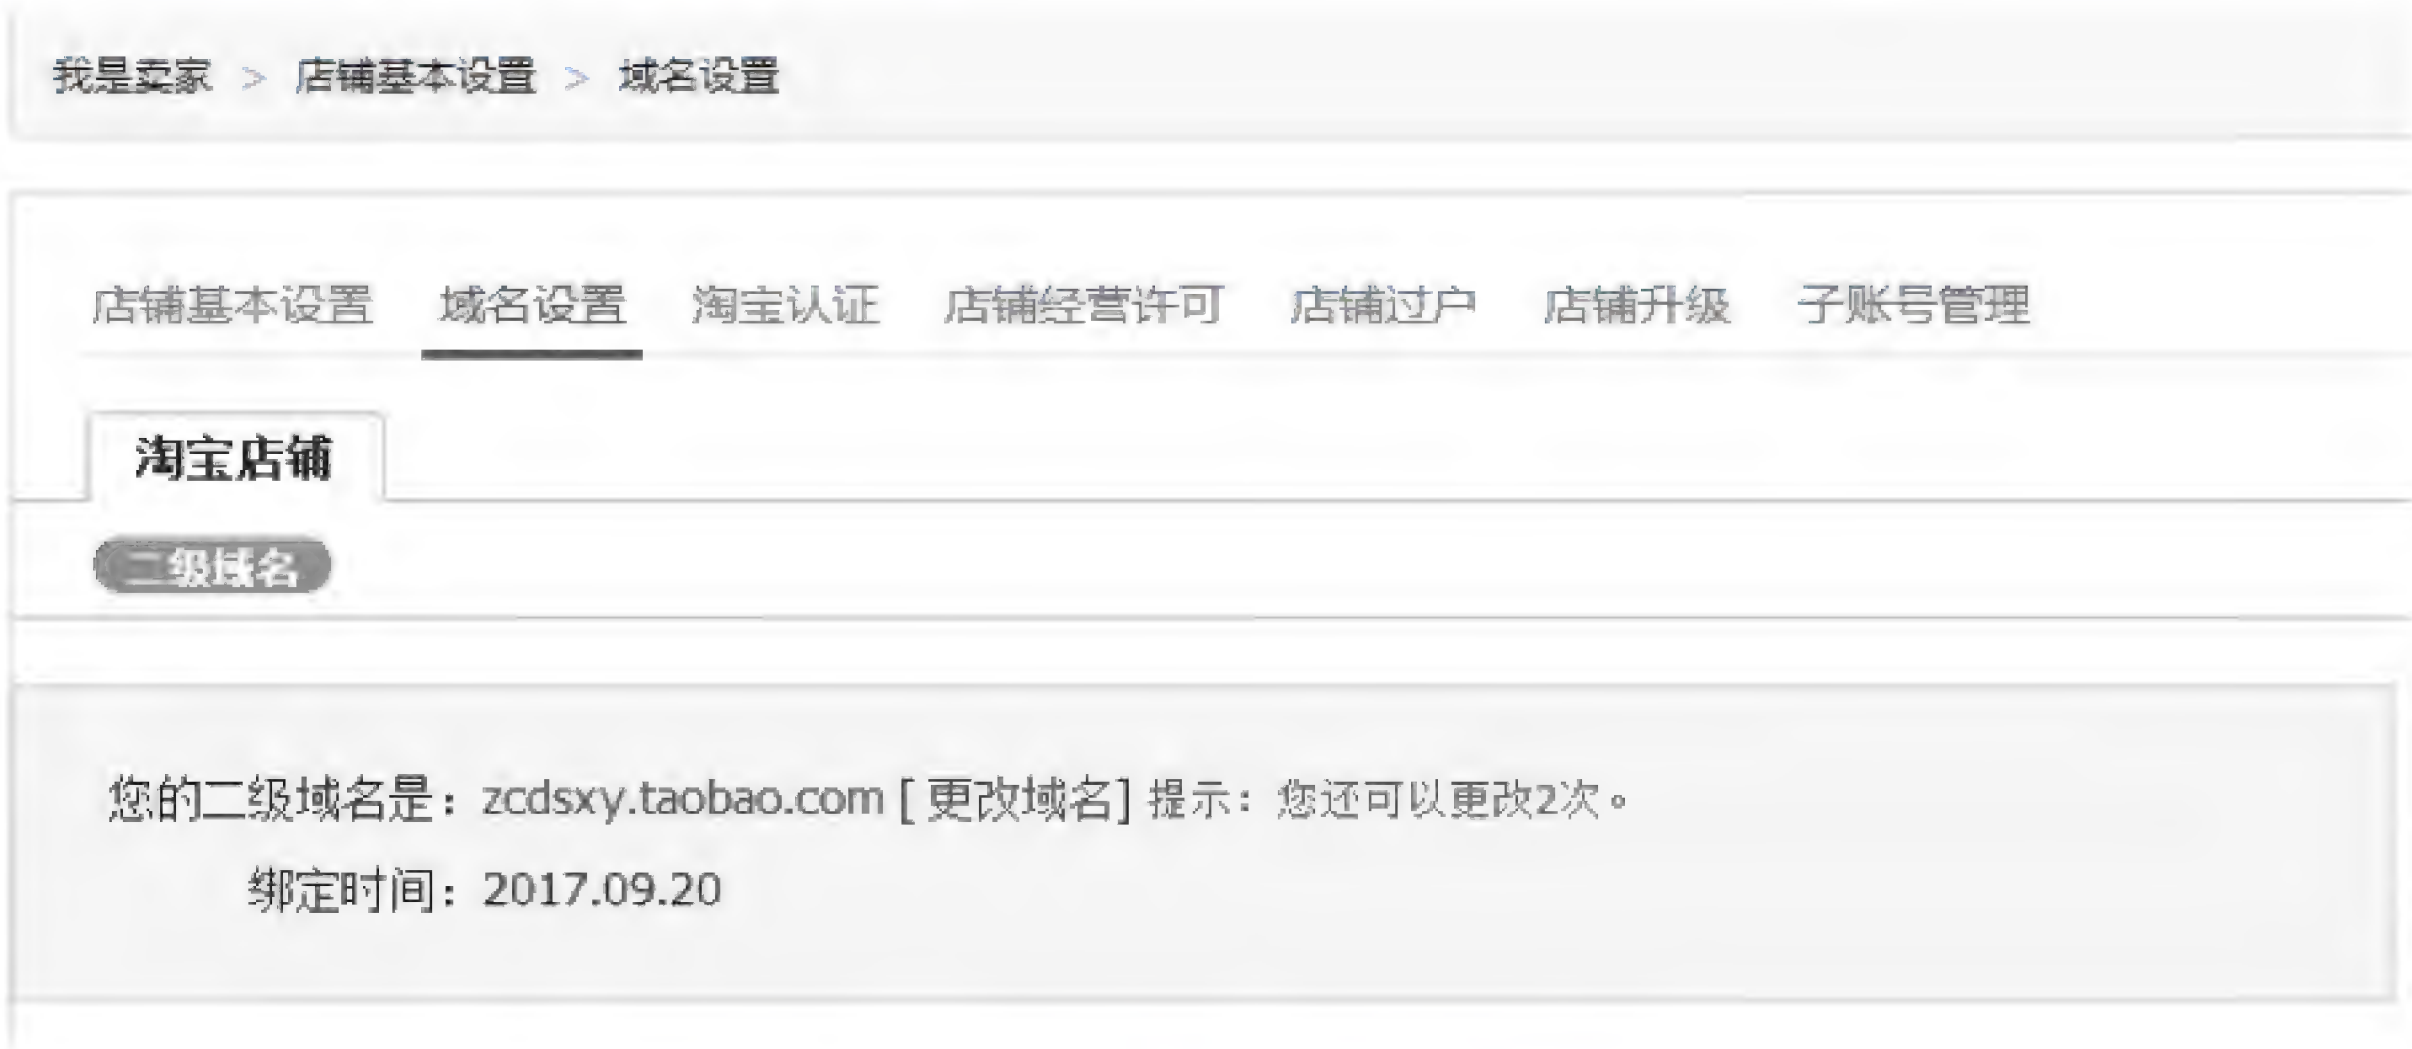 我是卖家 > 店铺基本设置 > 域名设置
店铺基本设置 域名设置 淘宝认证 店铺经营许可 店铺过户 店铺升级 子账号管理
淘宝店铺
二级域名
您的二级域名是：zcdsxy.taobao.com [ 更改域名] 提示：您还可以更改2次。
绑定时间：2017.09.20